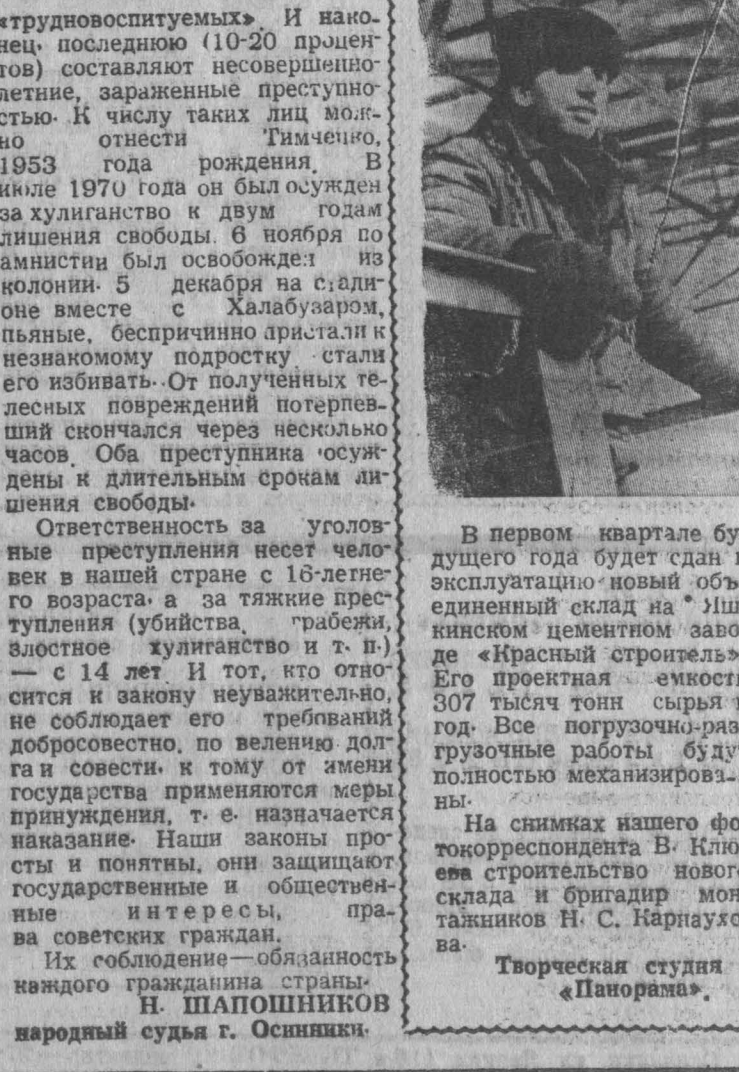 «трудновоспитуемых». И нако-
нец, последнюю (10-20 процен-
тов) составляют несовершенно-
летние, зараженные преступно-
стью. К числу таких лиц мож-
но отнести Тимченко,
1953 года рождения. В
июле 1970 года он был осужден
за хулиганство к двум годам
лишения свободы. 6 ноября по
амнистии был освобожден из
колонии. 5 декабря на стади-
оне вместе с Халабузаром,
пьяные, беспричинно пристали к
незнакомому подростку, стали
его избивать. От полученных те-
лесных повреждений потерпев-
ший скончался через несколько
часов. Оба преступника осуж-
дены к длительным срокам ли-
шения свободы.
Ответственность за уголов-
ные преступления несет чело-
век в нашей стране с 16-летне-
го возраста, а за тяжкие прес-
тупления (убийства, грабежи,
злостное хулиганство и т. п.)
— с 14 лет. И тот, кто отно-
сится к закону неуважительно,
не соблюдает его требований
добросовестно, по велению дол-
га и совести, к тому от имени
государства применяются меры
принуждения, т. е. назначается
наказание. Наши законы про-
сты и понятны, они защищают
государственные и обществен-
ные интересы, пра-
ва советских граждан.
Их соблюдение—обязанность
каждого гражданина страны.
Н. ШАПОШНИКОВ
народный судья г. Осинники.
В первом квартале бу
дущего года будет сдан в
эксплуатацию новый объ
единенный склад на Яш
кинском цементном заво
де «Красный строитель»
Его проектная емкость
307 тысяч тонн сырья в
год. Все погрузочно-раз
грузочные работы буду
полностью механизирова-
ны.
На снимках нашего фо
токорреспондента В. Клю
ева строительство новог
склада и бригадир мон
тажников Н. С. Карнаухо
ва.
Творческая студия
«Панорама».